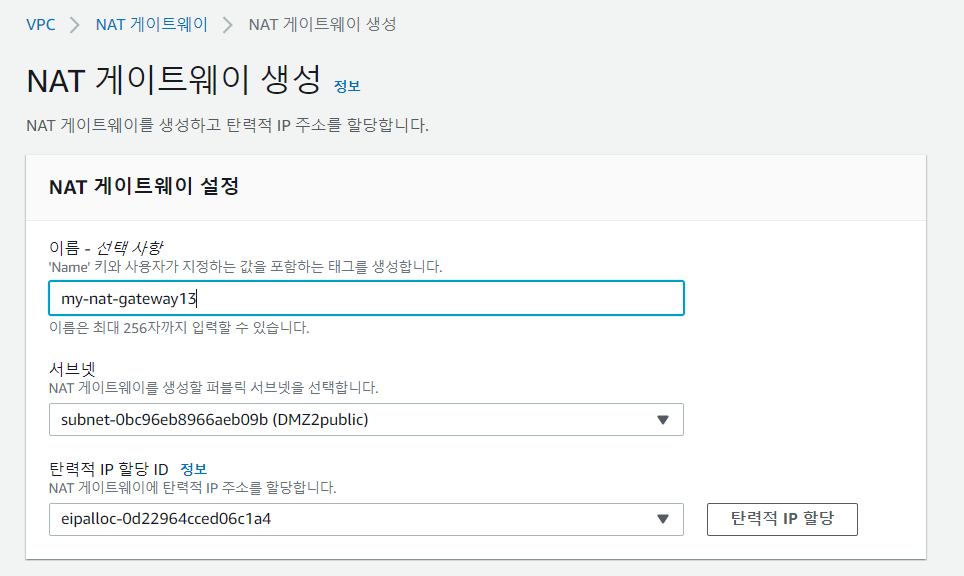 VPC > NAT 게이트웨이 > NAT 게이트웨이 생성
NAT 게이트웨이 생성 정보
NAT 게이트웨이를 생성하고 탄력적 IP 주소를 할당합니다.
NAT 게이트웨이 설정
이름 - 선택 사항
'Name' 키와 사용자가 지정하는 값을 포함하는 태그를 생성합니다.
my-nat-gateway13
이름은 최대 256자까지 입력할 수 있습니다.
서브넷
NAT 게이트웨이를 생성할 퍼블릭 서브넷을 선택합니다.
subnet-0bc96eb8966aeb09b (DMZ2public)
탄력적 IP 할당 ID 정보
NAT 게이트웨이에 탄력적 IP 주소를 할당합니다.
eipalloc-0d22964cced06c1a4 탄력적 IP 할당